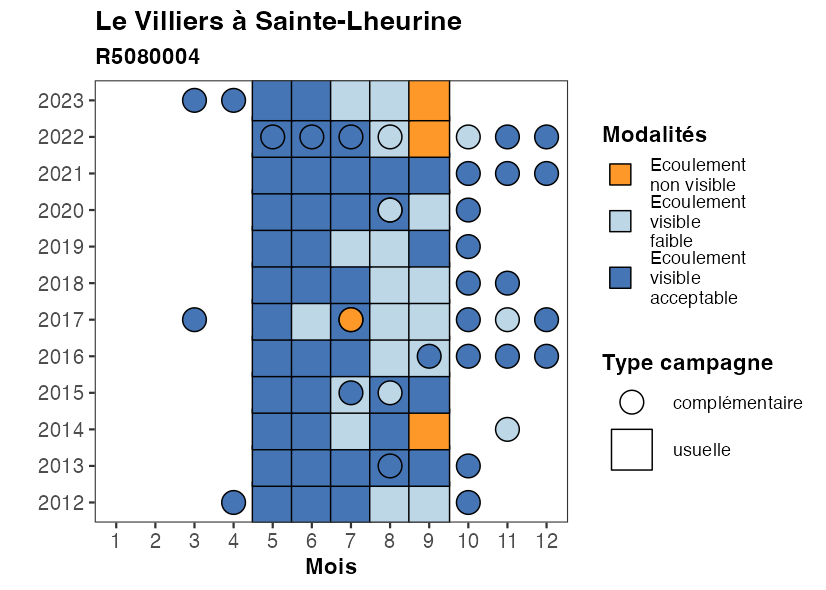 Le Villiers à Sainte-Lheurine
R5080004
2023
2022
2021
2020
2019
2018
2017
2016
2015
2014
2013
2012
1 2 3 4 5 6 7 8 9 10 11 12
Mois
Modalités
Ecoulement
non visible
Ecoulement
visible
faible
Ecoulement
visible
acceptable
Type campagne
complémentaire
usuelle